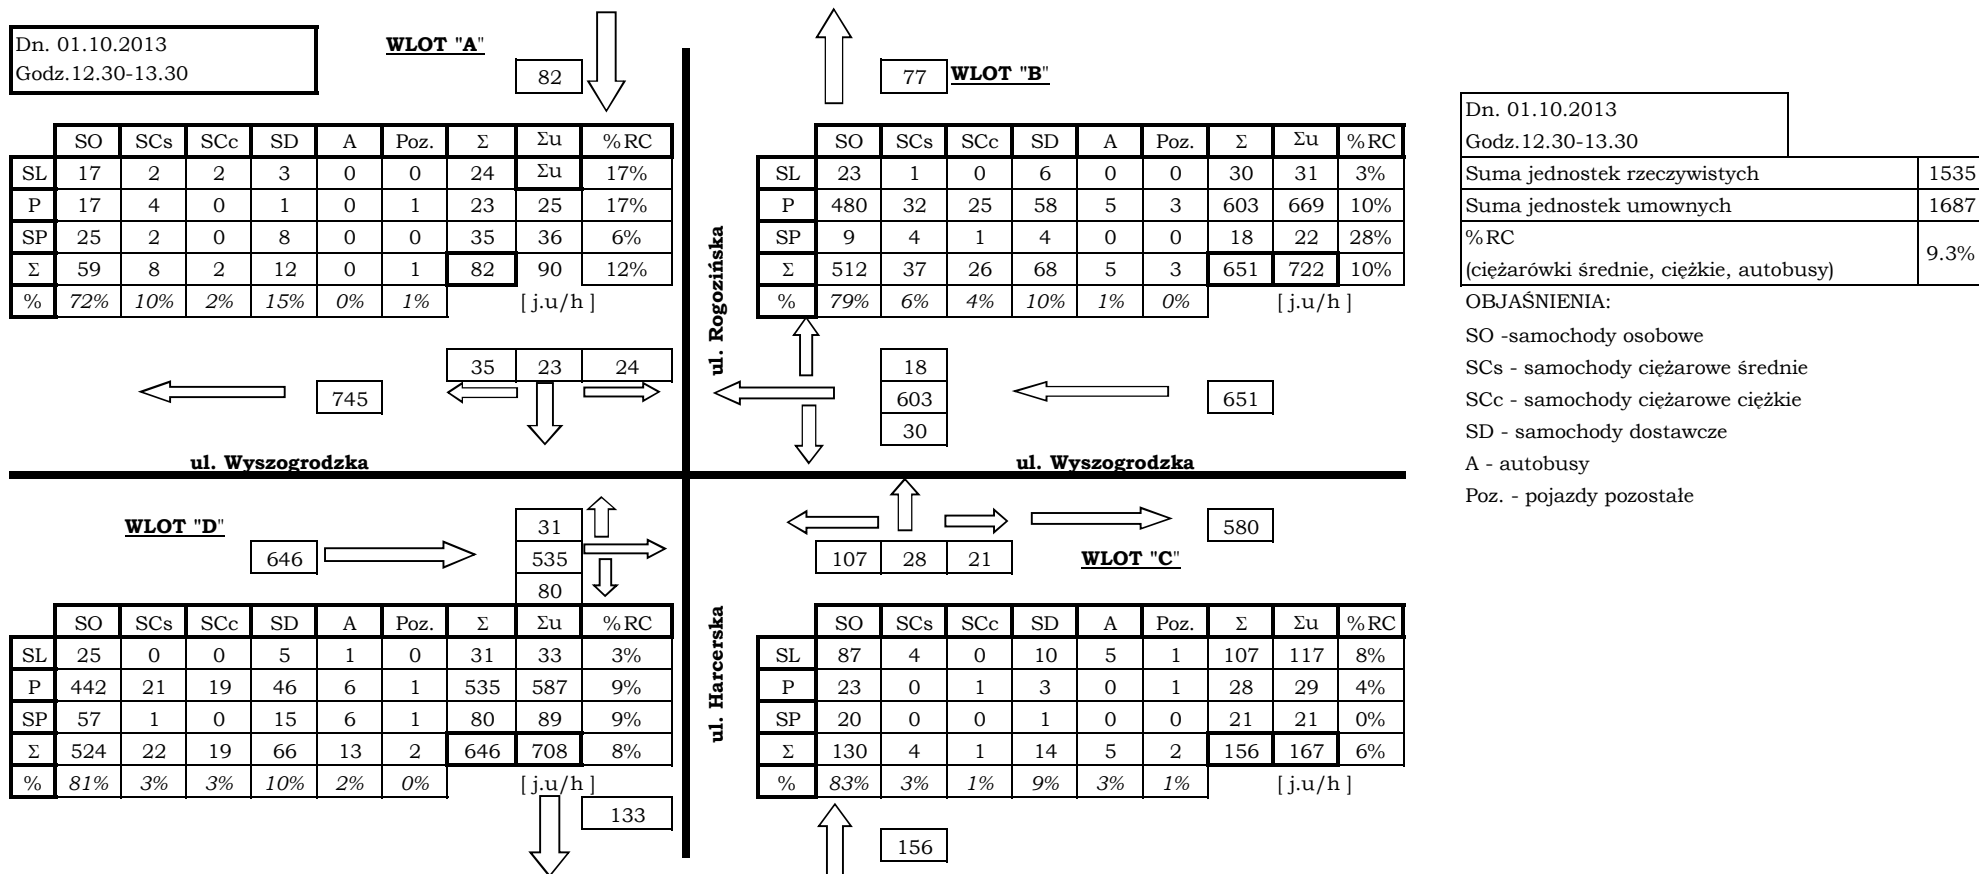 Dn. 01.10.2013
Godz.12.30-13.30
WLOT "A"
82
SO SCs SCc SD A Poz. Σ Σu %RC
SL 17 2 2 3 0 0 24 Σu 17%
P 17 4 0 1 0 1 23 25 17%
SP 25 2 0 8 0 0 35 36 6%
Σ 59 8 2 12 0 1 82 90 12%
% 72% 10% 2% 15% 0% 1% [ j.u/h ]
35 23 24
745
ul. Wyszogrodzka
ul. Rogozińska
77 WLOT "B"
SO SCs SCc SD A Poz. Σ Σu %RC
SL 23 1 0 6 0 0 30 31 3%
P 480 32 25 58 5 3 603 669 10%
SP 9 4 1 4 0 0 18 22 28%
Σ 512 37 26 68 5 3 651 722 10%
% 79% 6% 4% 10% 1% 0% [ j.u/h ]
18
603 651
30
ul. Wyszogrodzka
WLOT "D"
31
646 535
80
SO SCs SCc SD A Poz. Σ Σu %RC
SL 25 0 0 5 1 0 31 33 3%
P 442 21 19 46 6 1 535 587 9%
SP 57 1 0 15 6 1 80 89 9%
Σ 524 22 19 66 13 2 646 708 8%
% 81% 3% 3% 10% 2% 0% [ j.u/h ]
133
ul. Harcerska
580
107 28 21 WLOT "C"
SO SCs SCc SD A Poz. Σ Σu %RC
SL 87 4 0 10 5 1 107 117 8%
P 23 0 1 3 0 1 28 29 4%
SP 20 0 0 1 0 0 21 21 0%
Σ 130 4 1 14 5 2 156 167 6%
% 83% 3% 1% 9% 3% 1% [ j.u/h ]
156
Dn. 01.10.2013
Godz.12.30-13.30
Suma jednostek rzeczywistych 1535
Suma jednostek umownych 1687
%RC
(ciężarówki średnie, ciężkie, autobusy) 9.3%
OBJAŚNIENIA:
SO -samochody osobowe
SCs - samochody ciężarowe średnie
SCc - samochody ciężarowe ciężkie
SD - samochody dostawcze
A - autobusy
Poz. - pojazdy pozostałe